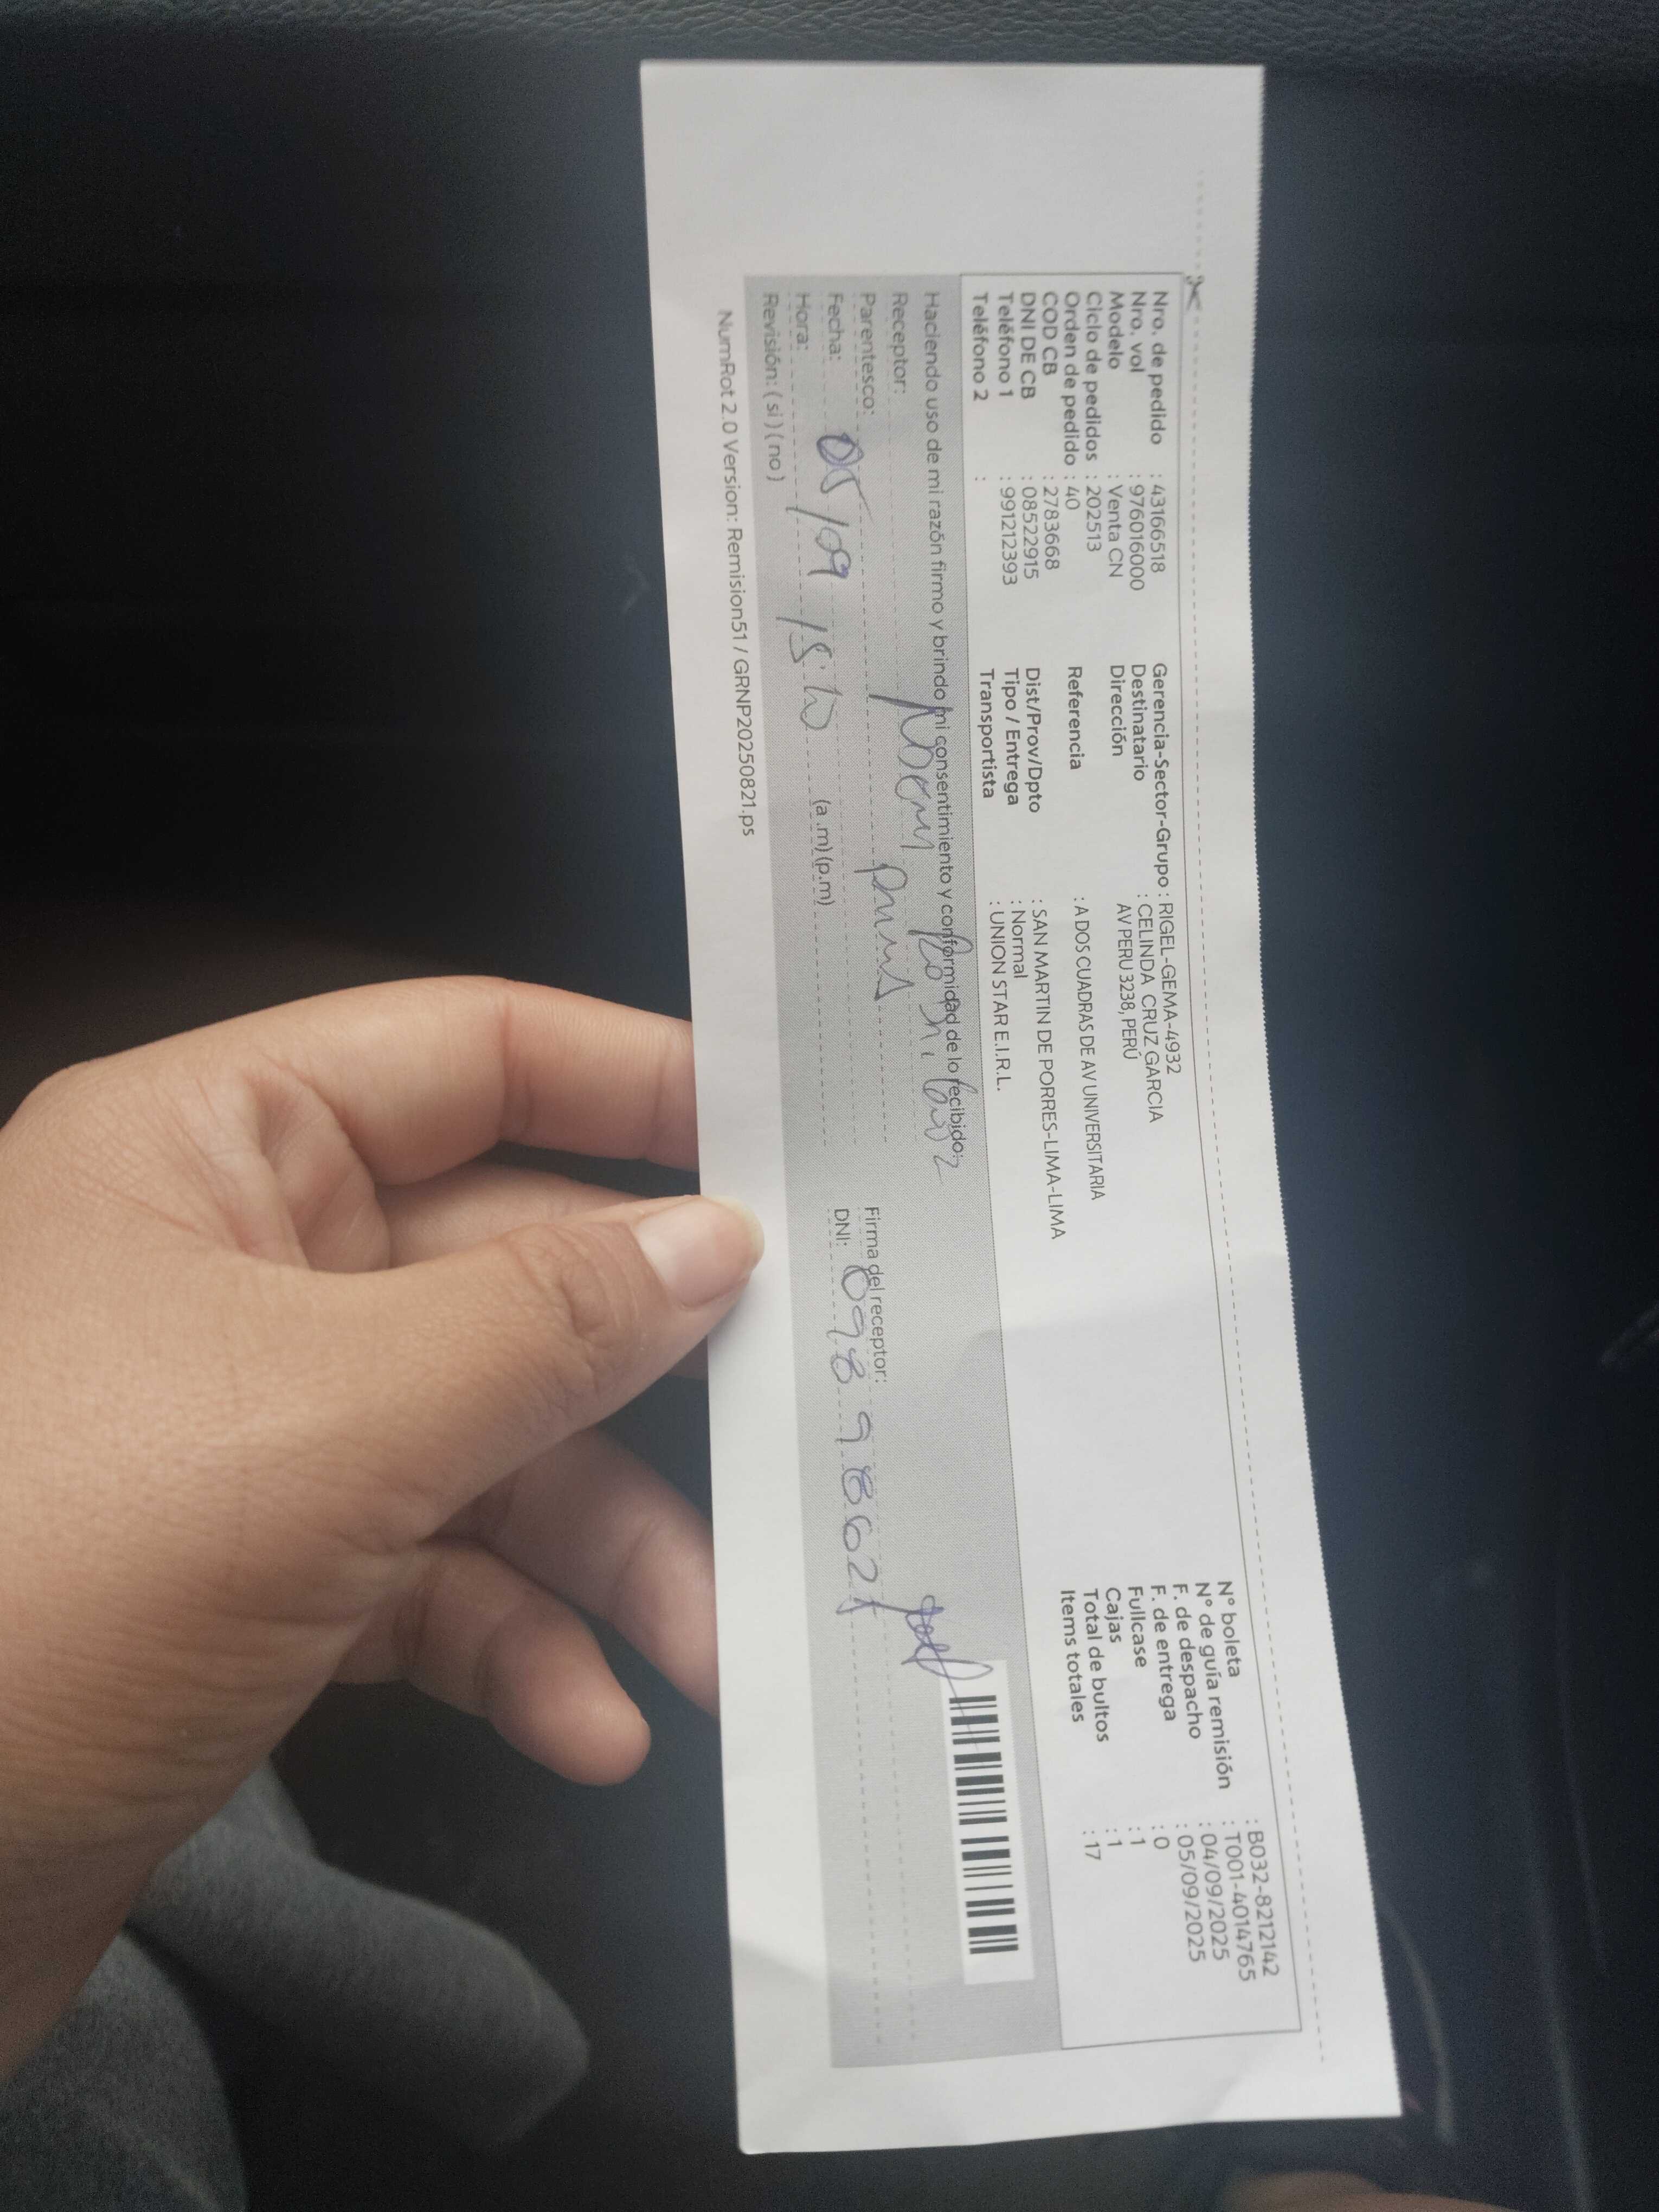 Nro. de pedido : 43166518
Nro. vol : 976016000
Modelo : Venta CN
Ciclo de pedidos : 202513
Orden de pedido : 40
COD CB : 2783668
DNI DE CB : 08522915
Teléfono 1 : 991212393
Teléfono 2 :
Gerencia-Sector-Grupo : RIGEL-GEMA-4932
Destinatario : CELINDA CRUZ GARCIA
Dirección AV PERU 3238, PERÚ
Referencia : A DOS CUADRAS DE AV UNIVERSITARIA
Dist/Prov/Dpto : SAN MARTIN DE PORRES-LIMA-LIMA
Tipo / Entrega : Normal
Transportista : UNION STAR E.I.R.L.
N° boleta : B032-8212142
N° de guía remisión : T001-4014765
F. de despacho : 04/09/2025
F. de entrega : 05/09/2025
Fullcase : 0
Cajas : 1
Total de bultos : 1
Items totales : 17
Haciendo uso de mi razón firmo y brindo mi consentimiento y conformidad de lo recibido:
Receptor:
Parentesco:
Fecha: 05/09
Hora:
(a .m) (p.m)
Revisión: ( si ) ( no )
Firma del receptor:
DNI:
NumRot 2.0 Version: Remision51 / GRNP20250821.ps